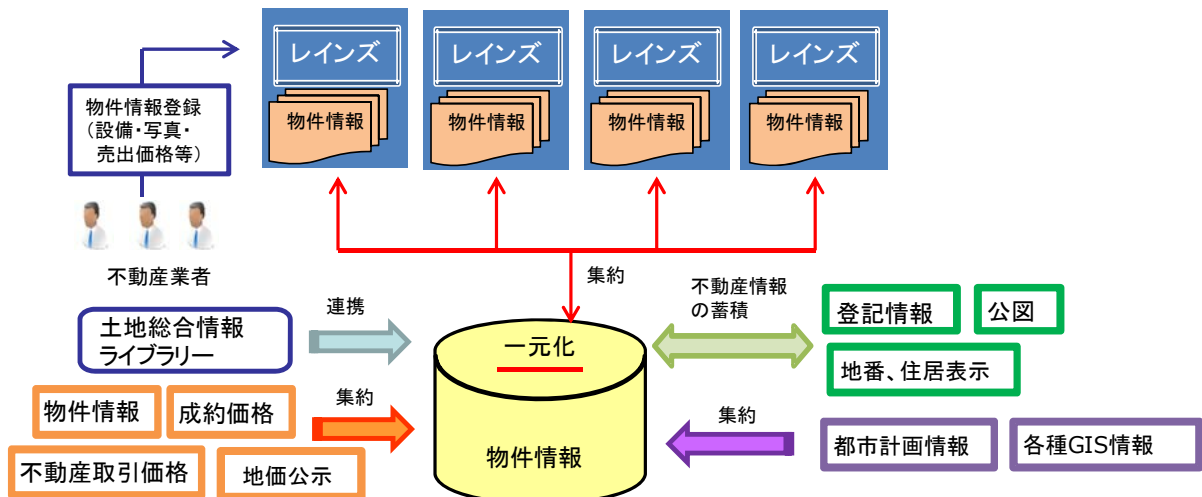 レインズ
レインズ
レインズ
レインズ
物件情報登録
(設備・写真・
売出価格等)
物件情報
物件情報
物件情報
物件情報
不動産業者
集約
不動産情報
の蓄積
連携
土地総合情報
ライブラリー
一元化
登記情報
公図
地番、住居表示
物件情報
成約価格
集約
集約
不動産取引価格
地価公示
物件情報
都市計画情報
各種GIS情報